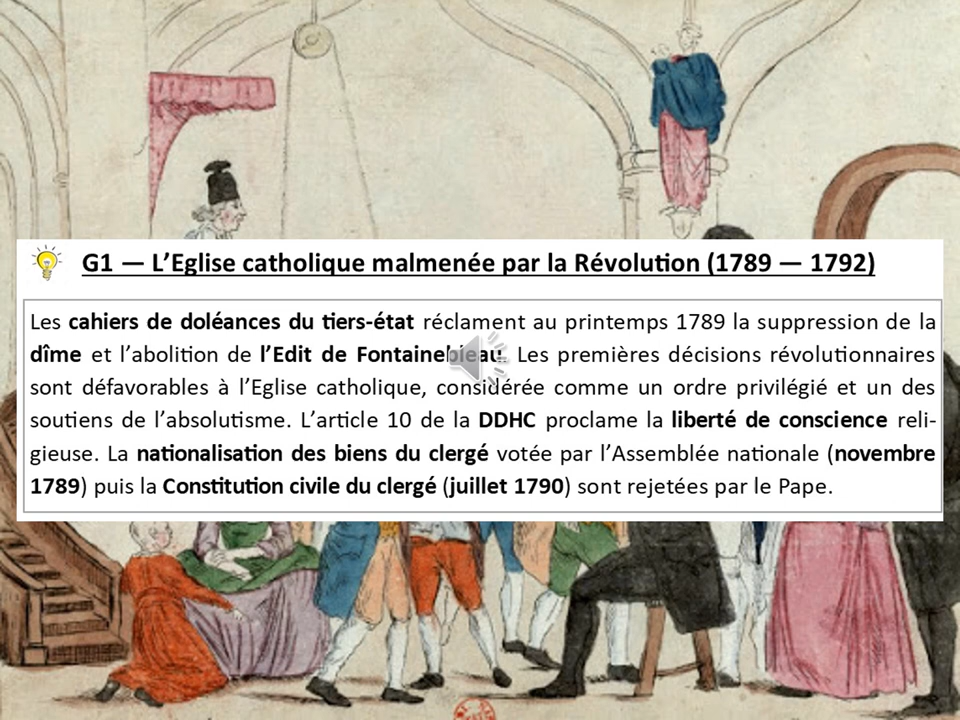 G1 — L’Eglise catholique malmenée par la Révolution (1789 — 1792)
Les cahiers de doléances du tiers-état réclament au printemps 1789 la suppression de la
dîme et l’abolition de l’Edit de Fontainebleau. Les premières décisions révolutionnaires
sont défavorables à l’Eglise catholique, considérée comme un ordre privilégié et un des
soutiens de l’absolutisme. L’article 10 de la DDHC proclame la liberté de conscience reli-
gieuse. La nationalisation des biens du clergé votée par l’Assemblée nationale (novembre
1789) puis la Constitution civile du clergé (juillet 1790) sont rejetées par le Pape.